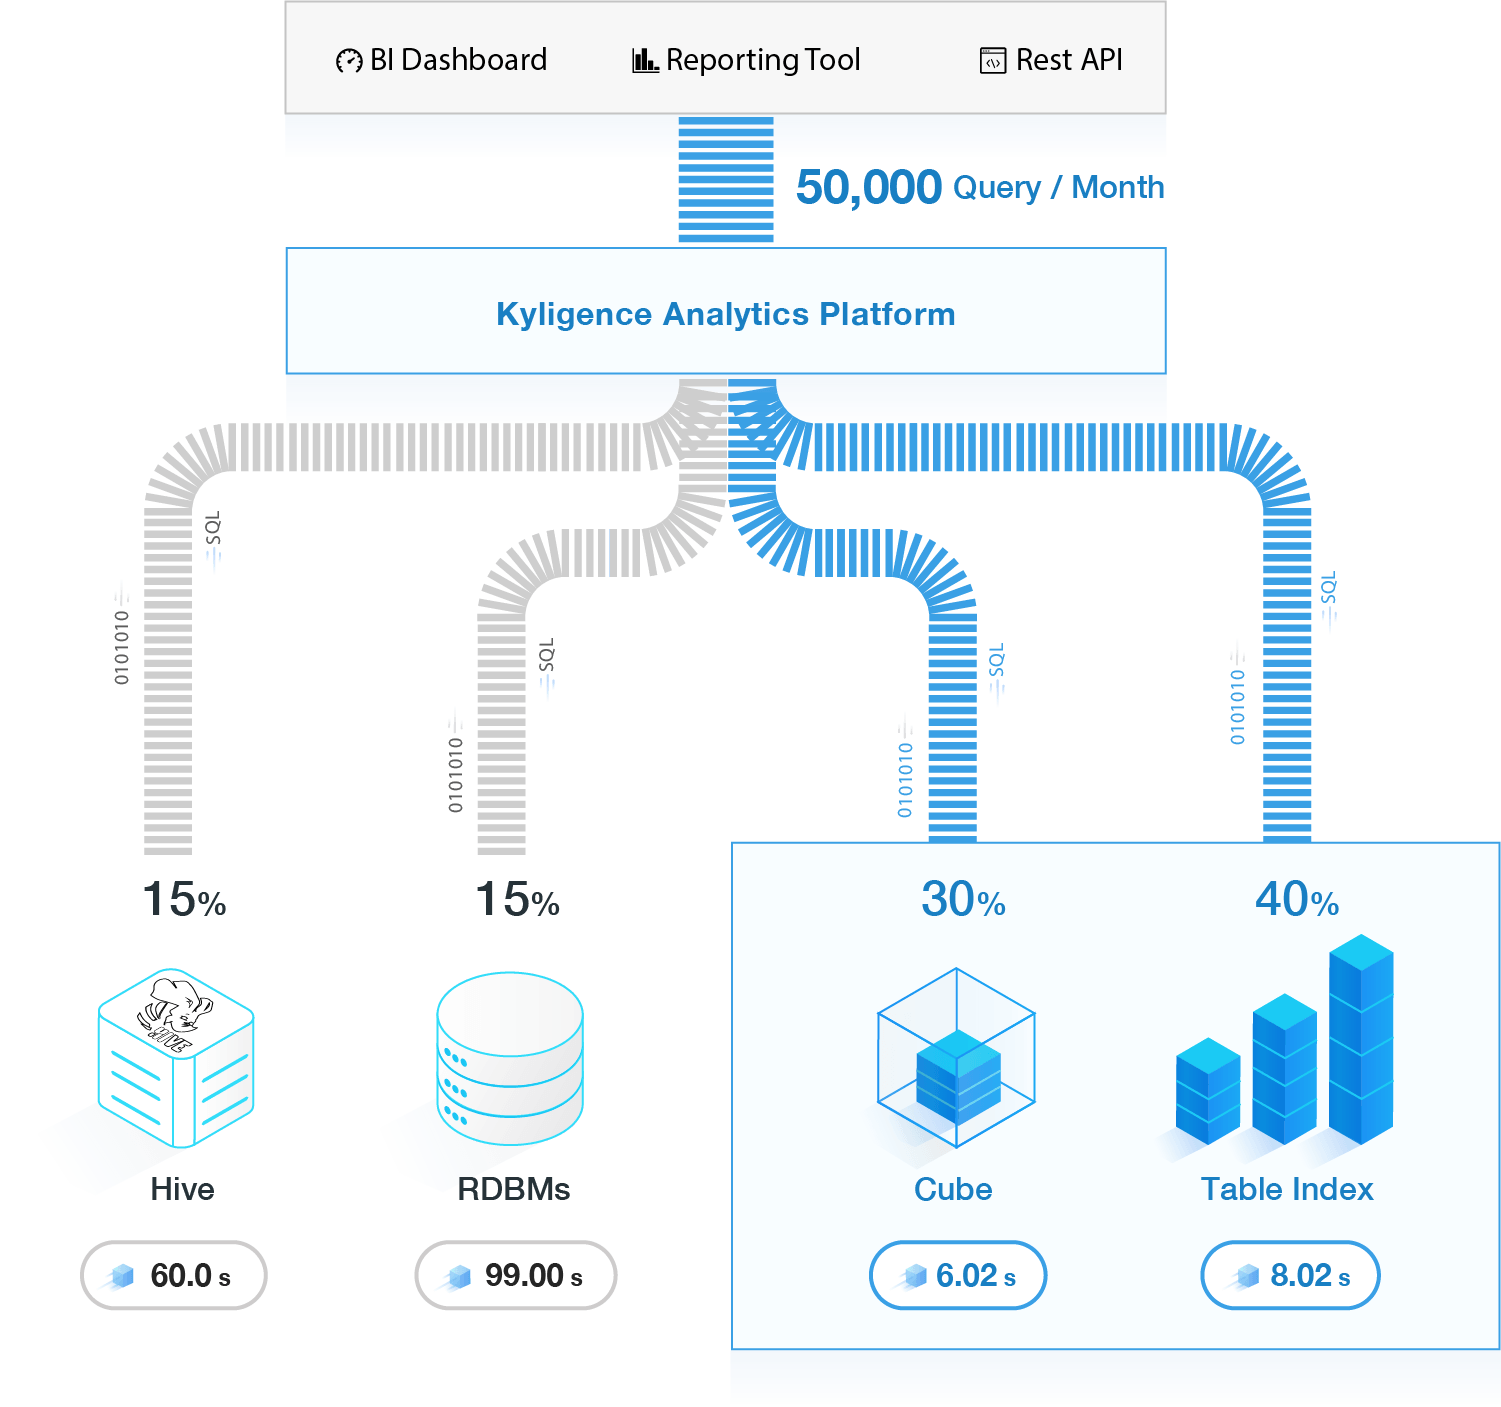 BI Dashboard Reporting Tool Rest API
50,000 Query / Month
Kyligence Analytics Platform
SQL
0101010
SQL
0101010
SQL
0101010
SQL
0101010
15% 15% 30% 40%
HIVE
Hive RDBMs Cube Table Index
60.0 s 99.00 s 6.02 s 8.02 s